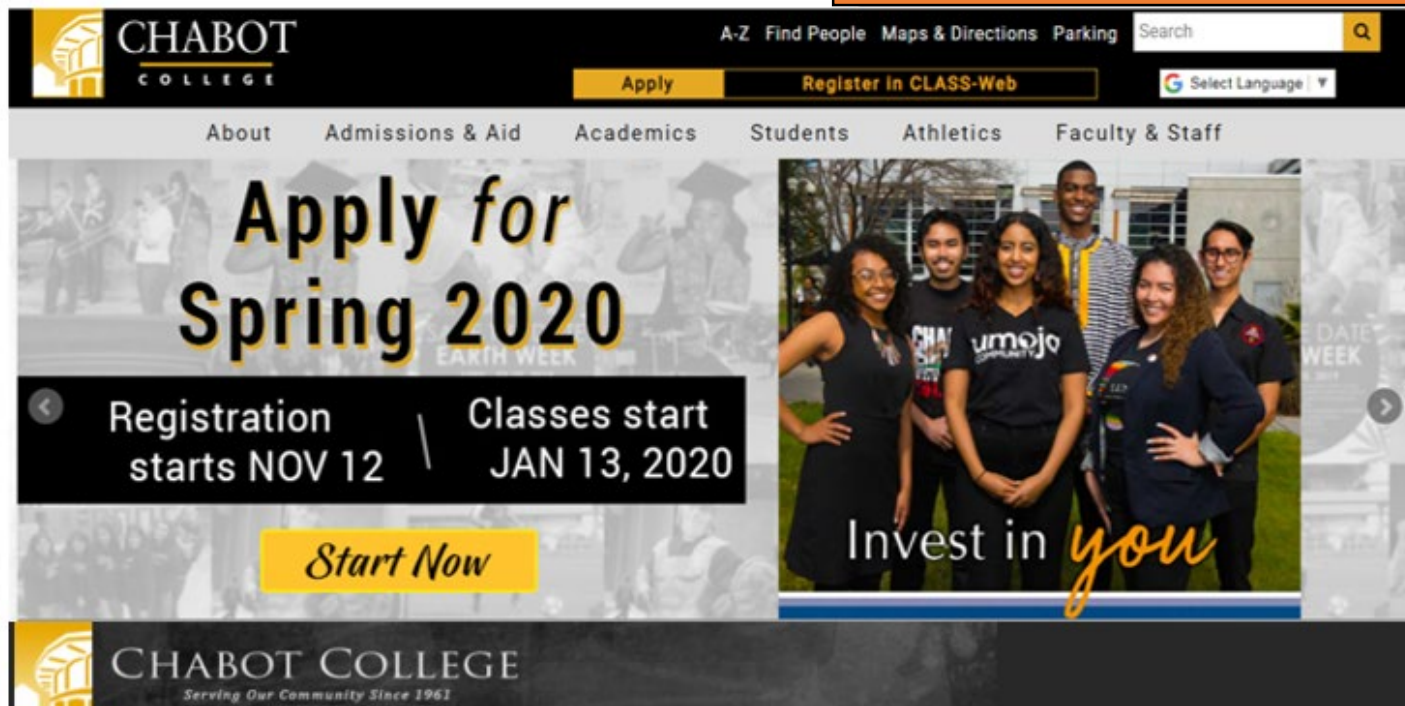 CHABOT
COLLEGE
A-Z Find People Maps & Directions Parking Search
Apply Register in CLASS-Web Select Language ▼
About Admissions & Aid Academics Students Athletics Faculty & Staff
Apply for
Spring 2020
EARTH WEEK
DATE
WEEK
Registration
starts NOV 12
\
Classes start
JAN 13, 2020
Start Now
umoja
COMMUNITY
Invest in you
CHABOT COLLEGE
Serving Our Community Since 1961